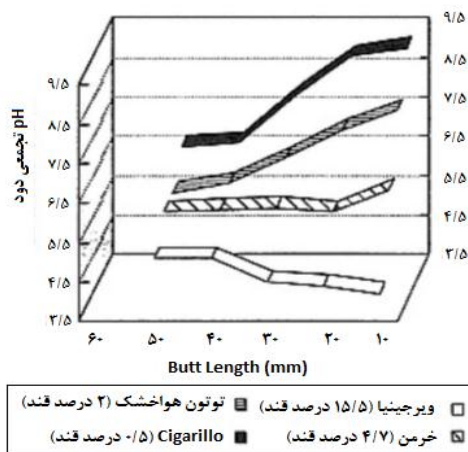 ۹/۵
۸/۵
۷/۵
۶/۵
۵/۵
۴/۵
۳/۵
pH تجمعی دود
۹/۵
۸/۵
۷/۵
۶/۵
۵/۵
۴/۵
۳/۵
۶۰ ۵۰ ۴۰ ۳۰ ۲۰ ۱۰
Butt Length (mm)
ویرجینیا (۱۵/۵ درصد قند) توتون هواخشک (۲ درصد قند)
خرمن (۴/۷ درصد قند) Cigarillo (۰/۵ درصد قند)